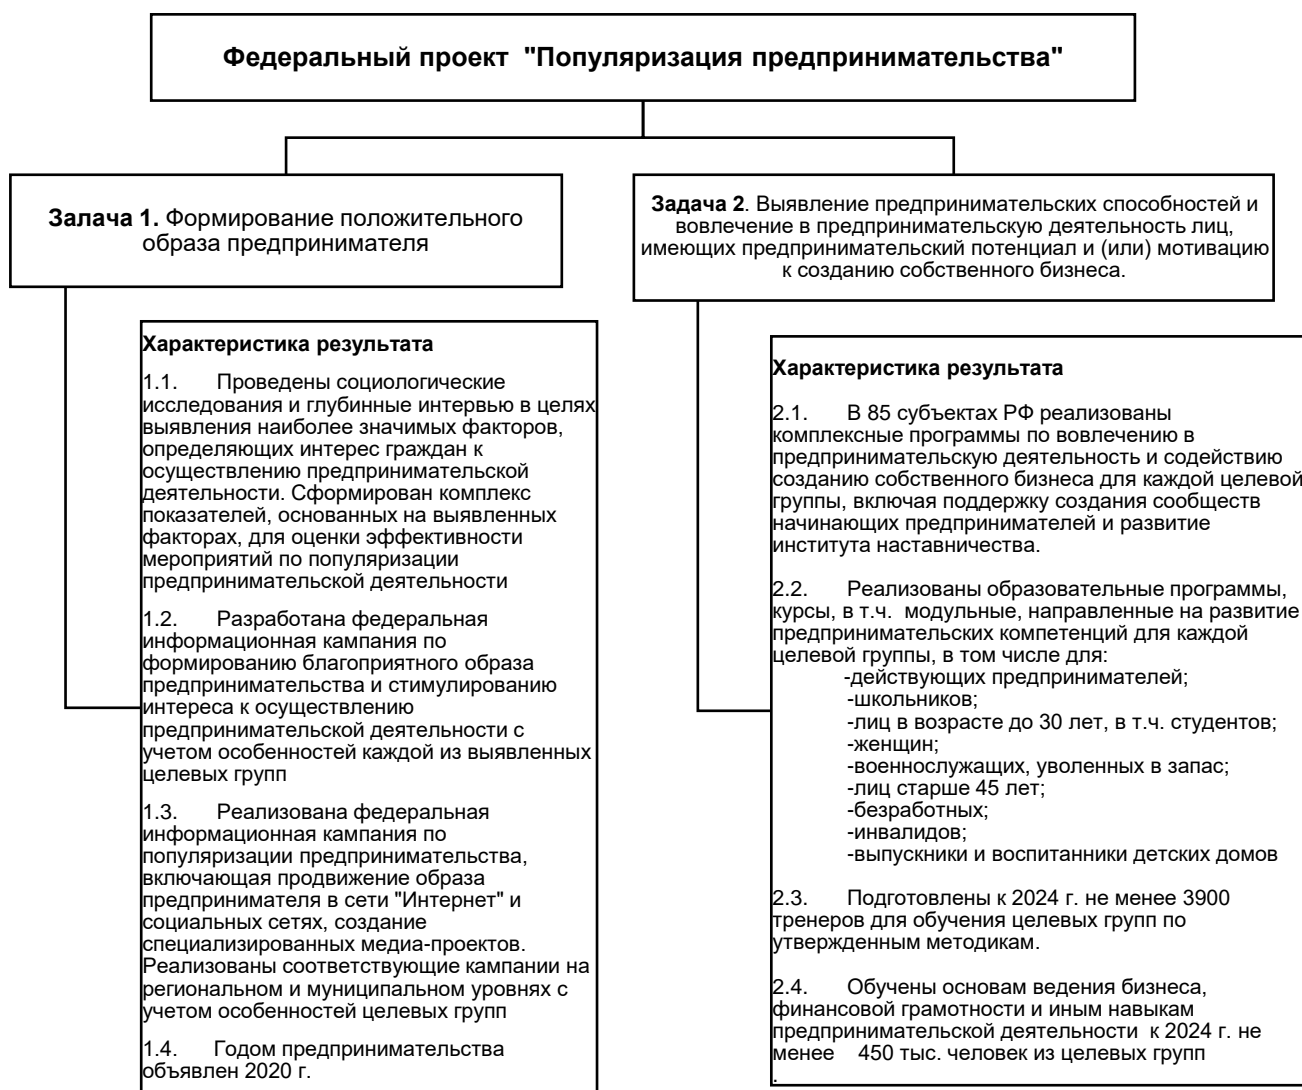 Федеральный проект "Популяризация предпринимательства"
Залача 1. Формирование положительного
образа предпринимателя
Характеристика результата
1.1. Проведены социологические
исследования и глубинные интервью в целях
выявления наиболее значимых факторов,
определяющих интерес граждан к
осуществлению предпринимательской
деятельности. Сформирован комплекс
показателей, основанных на выявленных
факторах, для оценки эффективности
мероприятий по популяризации
предпринимательской деятельности
1.2. Разработана федеральная
информационная кампания по
формированию благоприятного образа
предпринимательства и стимулированию
интереса к осуществлению
предпринимательской деятельности с
учетом особенностей каждой из выявленных
целевых групп
1.3. Реализована федеральная
информационная кампания по
популяризации предпринимательства,
включающая продвижение образа
предпринимателя в сети "Интернет" и
социальных сетях, создание
специализированных медиа-проектов.
Реализованы соответствующие кампании на
региональном и муниципальном уровнях с
учетом особенностей целевых групп
1.4. Годом предпринимательства
объявлен 2020 г.
Задача 2. Выявление предпринимательских способностей и
вовлечение в предпринимательскую деятельность лиц,
имеющих предпринимательский потенциал и (или) мотивацию
к созданию собственного бизнеса.
Характеристика результата
2.1. В 85 субъектах РФ реализованы
комплексные программы по вовлечению в
предпринимательскую деятельность и содействию
созданию собственного бизнеса для каждой целевой
группы, включая поддержку создания сообществ
начинающих предпринимателей и развитие
института наставничества.
2.2. Реализованы образовательные программы,
курсы, в т.ч. модульные, направленные на развитие
предпринимательских компетенций для каждой
целевой группы, в том числе для:
-действующих предпринимателей;
-школьников;
-лиц в возрасте до 30 лет, в т.ч. студентов;
-женщин;
-военнослужащих, уволенных в запас;
-лиц старше 45 лет;
-безработных;
-инвалидов;
-выпускники и воспитанники детских домов
2.3. Подготовлены к 2024 г. не менее 3900
тренеров для обучения целевых групп по
утвержденным методикам.
2.4. Обучены основам ведения бизнеса,
финансовой грамотности и иным навыкам
предпринимательской деятельности к 2024 г. не
менее 450 тыс. человек из целевых групп
.